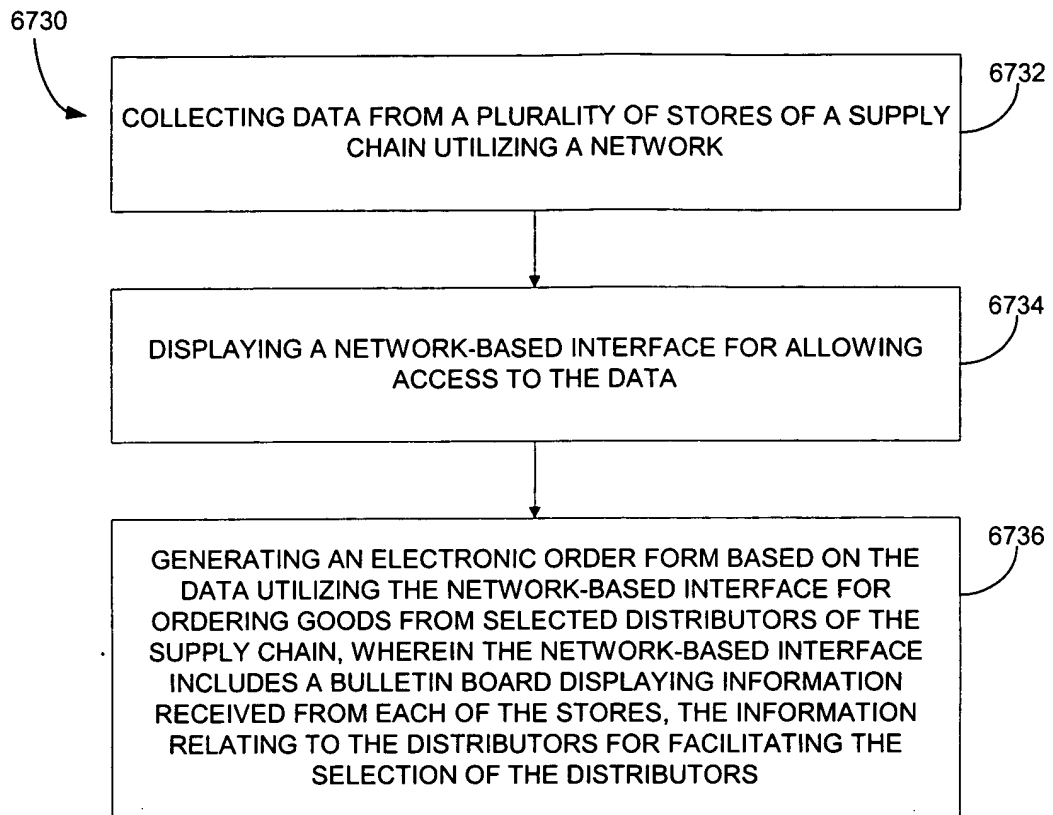 6730
6732
COLLECTING DATA FROM A PLURALITY OF STORES OF A SUPPLY
CHAIN UTILIZING A NETWORK
6734
DISPLAYING A NETWORK-BASED INTERFACE FOR ALLOWING
ACCESS TO THE DATA
6736
GENERATING AN ELECTRONIC ORDER FORM BASED ON THE
DATA UTILIZING THE NETWORK-BASED INTERFACE FOR
ORDERING GOODS FROM SELECTED DISTRIBUTORS OF THE
SUPPLY CHAIN, WHEREIN THE NETWORK-BASED INTERFACE
INCLUDES A BULLETIN BOARD DISPLAYING INFORMATION
RECEIVED FROM EACH OF THE STORES, THE INFORMATION
RELATING TO THE DISTRIBUTORS FOR FACILITATING THE
SELECTION OF THE DISTRIBUTORS